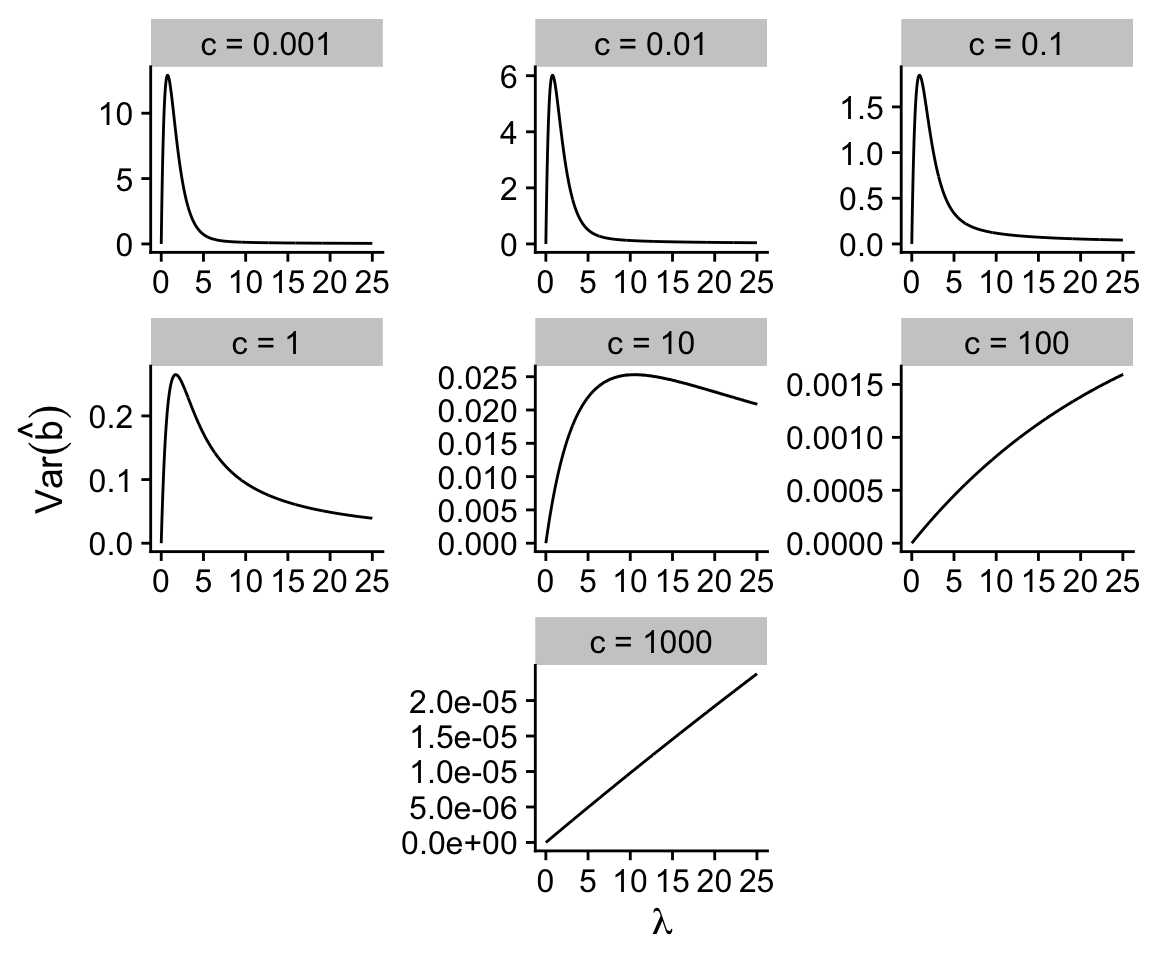 c = 0.001
c = 0.01
c = 0.1
10
5
0
6
4
2
0
1.5
1.0
0.5
0.0
0 5 10 15 20 25
0 5 10 15 20 25
0 5 10 15 20 25
c = 1
c = 10
c = 100
Var(b̂)
0.2
0.1
0.0
0.025
0.020
0.015
0.010
0.005
0.000
0.0015
0.0010
0.0005
0.0000
0 5 10 15 20 25
0 5 10 15 20 25
0 5 10 15 20 25
c = 1000
2.0e-05
1.5e-05
1.0e-05
5.0e-06
0.0e+00
0 5 10 15 20 25
λ